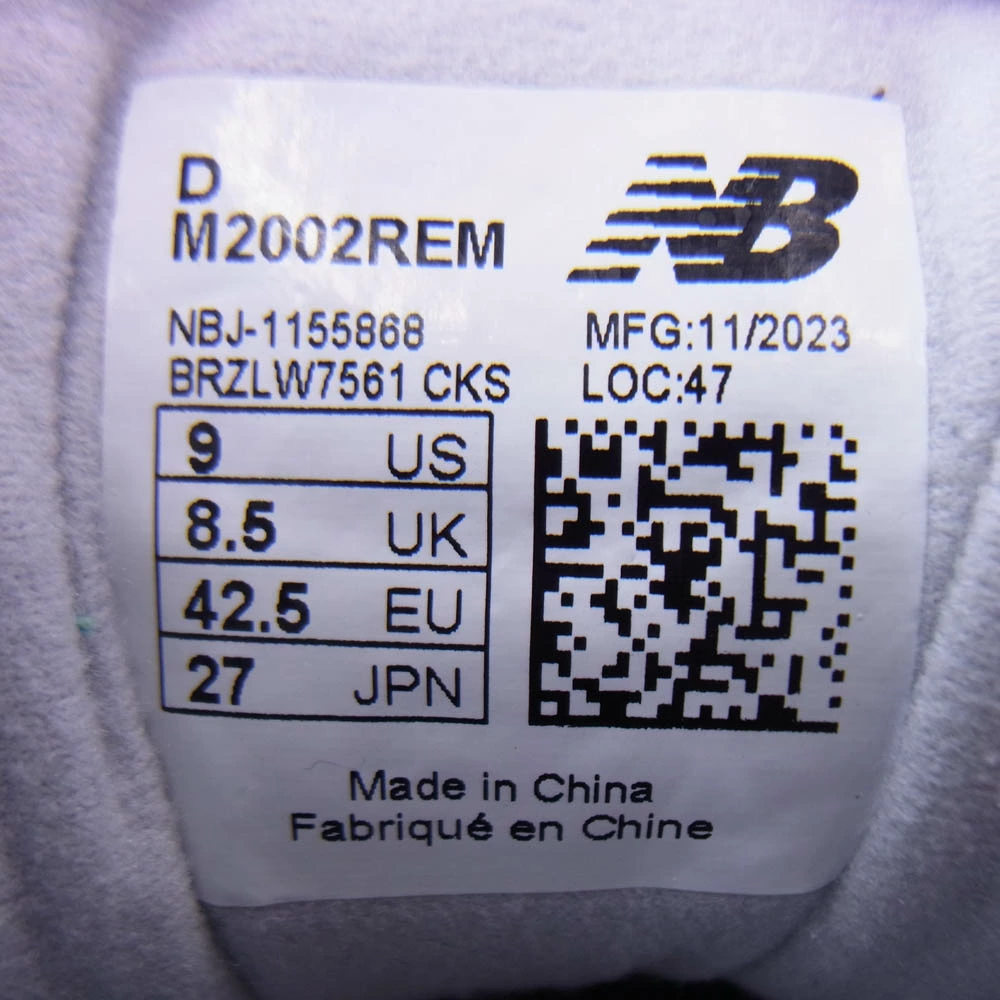 D
M2002REM
NB
NBJ-1155868 MFG:11/2023
BRZLW7561 CKS LOC:47
9 US
8.5 UK
42.5 EU
27 JPN
Made in China
Fabriqué en Chine